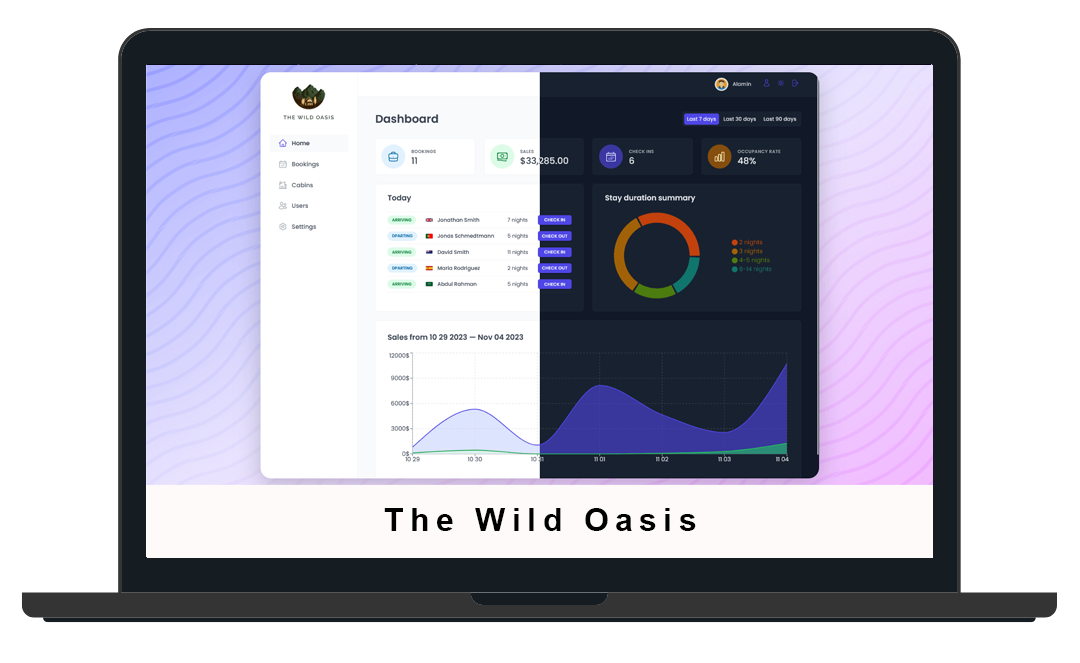 THE WILD OASIS
Home
Bookings
Cabins
Users
Settings
Alamin
Dashboard
Last 7 days Last 30 days Last 90 days
BOOKINGS
11
SALES
$33,285.00
CHECK INS
6
OCCUPANCY RATE
48%
Today
ARRIVING Jonathan Smith 7 nights CHECK IN
DPARTING Jonas Schmedtmann 5 nights CHECK OUT
ARRIVING David Smith 11 nights CHECK IN
DPARTING Maria Rodriguez 2 nights CHECK OUT
ARRIVING Abdul Rahman 5 nights CHECK IN
Stay duration summary
2 nights
3 nights
4-5 nights
8-14 nights
Sales from 10 29 2023 — Nov 04 2023
12000$
9000$
6000$
3000$
0$
10 29 10 30 10 31 11 01 11 02 11 03 11 04
The Wild Oasis